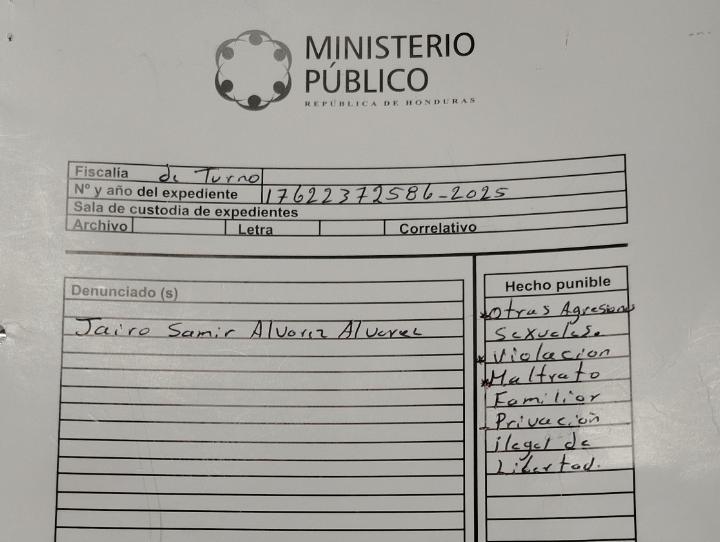 MINISTERIO
PÚBLICO
REPÚBLICA DE HONDURAS
Fiscalía de Turno
Nº y año del expediente 17622372586-2025
Sala de custodia de expedientes
Archivo Letra Correlativo
Denunciado (s)
Jairo Samir Alvarez Alvarez
Hecho punible
*Otras Agresiones
Sexuales.
*Violacion
*Maltrato
Familiar
-Privación
ilegal de
Libertad.